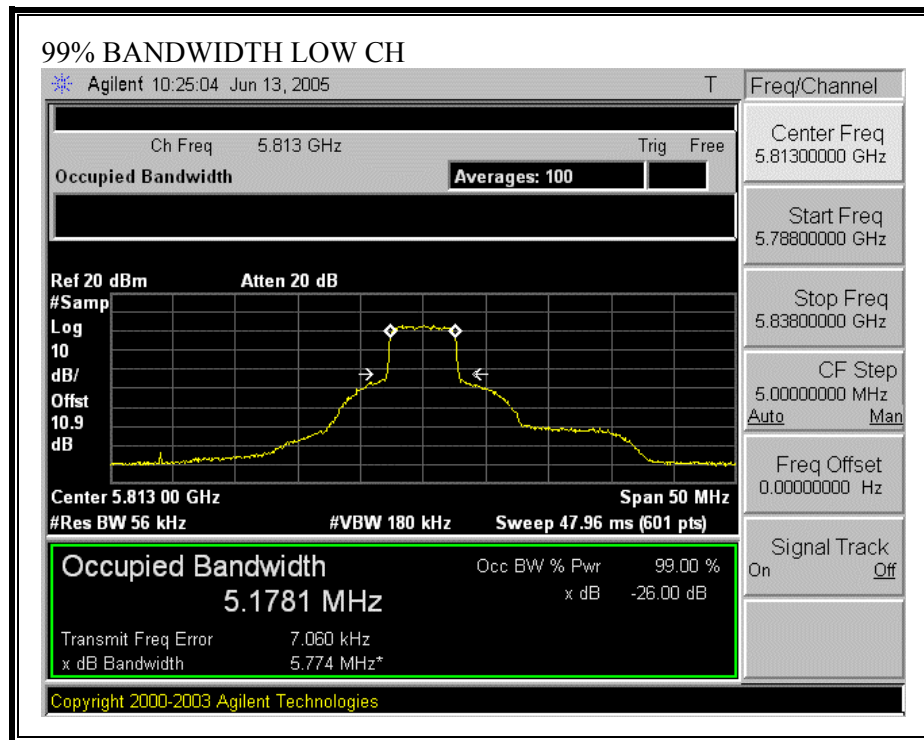 99% BANDWIDTH LOW CH
Agilent 10:25:04 Jun 13, 2005 T
Freq/Channel
Ch Freq 5.813 GHz Trig Free
Occupied Bandwidth Averages: 100
Center Freq
5.81300000 GHz
Start Freq
5.78800000 GHz
Stop Freq
5.83800000 GHz
CF Step
5.00000000 MHz
Auto Man
Freq Offset
0.00000000 Hz
Signal Track
On Off
Ref 20 dBm Atten 20 dB
#Samp
Log
10
dB/
Offst
10.9
dB
Center 5.813 00 GHz Span 50 MHz
#Res BW 56 kHz #VBW 180 kHz Sweep 47.96 ms (601 pts)
Occupied Bandwidth Occ BW % Pwr 99.00 %
5.1781 MHz x dB -26.00 dB
Transmit Freq Error 7.060 kHz
x dB Bandwidth 5.774 MHz*
Copyright 2000-2003 Agilent Technologies